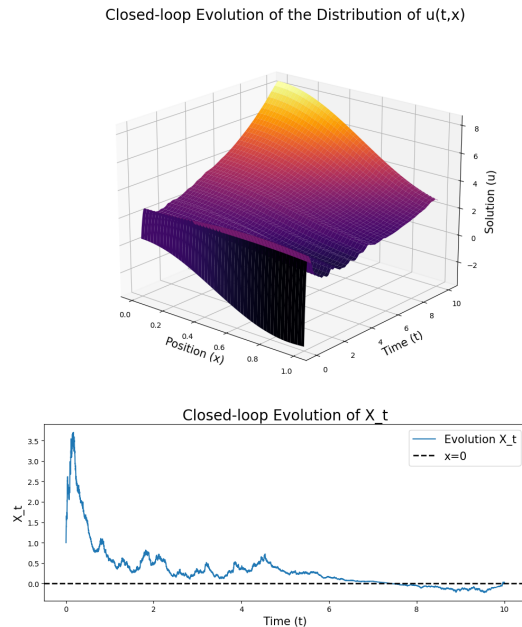 Closed-loop Evolution of the Distribution of u(t,x)
8
6
4
2
0
−2
Solution (u)
0.0
0.2
0.4
0.6
0.8
1.0
Position (x)
0
2
4
6
8
10
Time (t)
Closed-loop Evolution of X_t
3.5
3.0
2.5
2.0
1.5
1.0
0.5
0.0
X_t
Evolution X_t
x=0
0 2 4 6 8 10
Time (t)